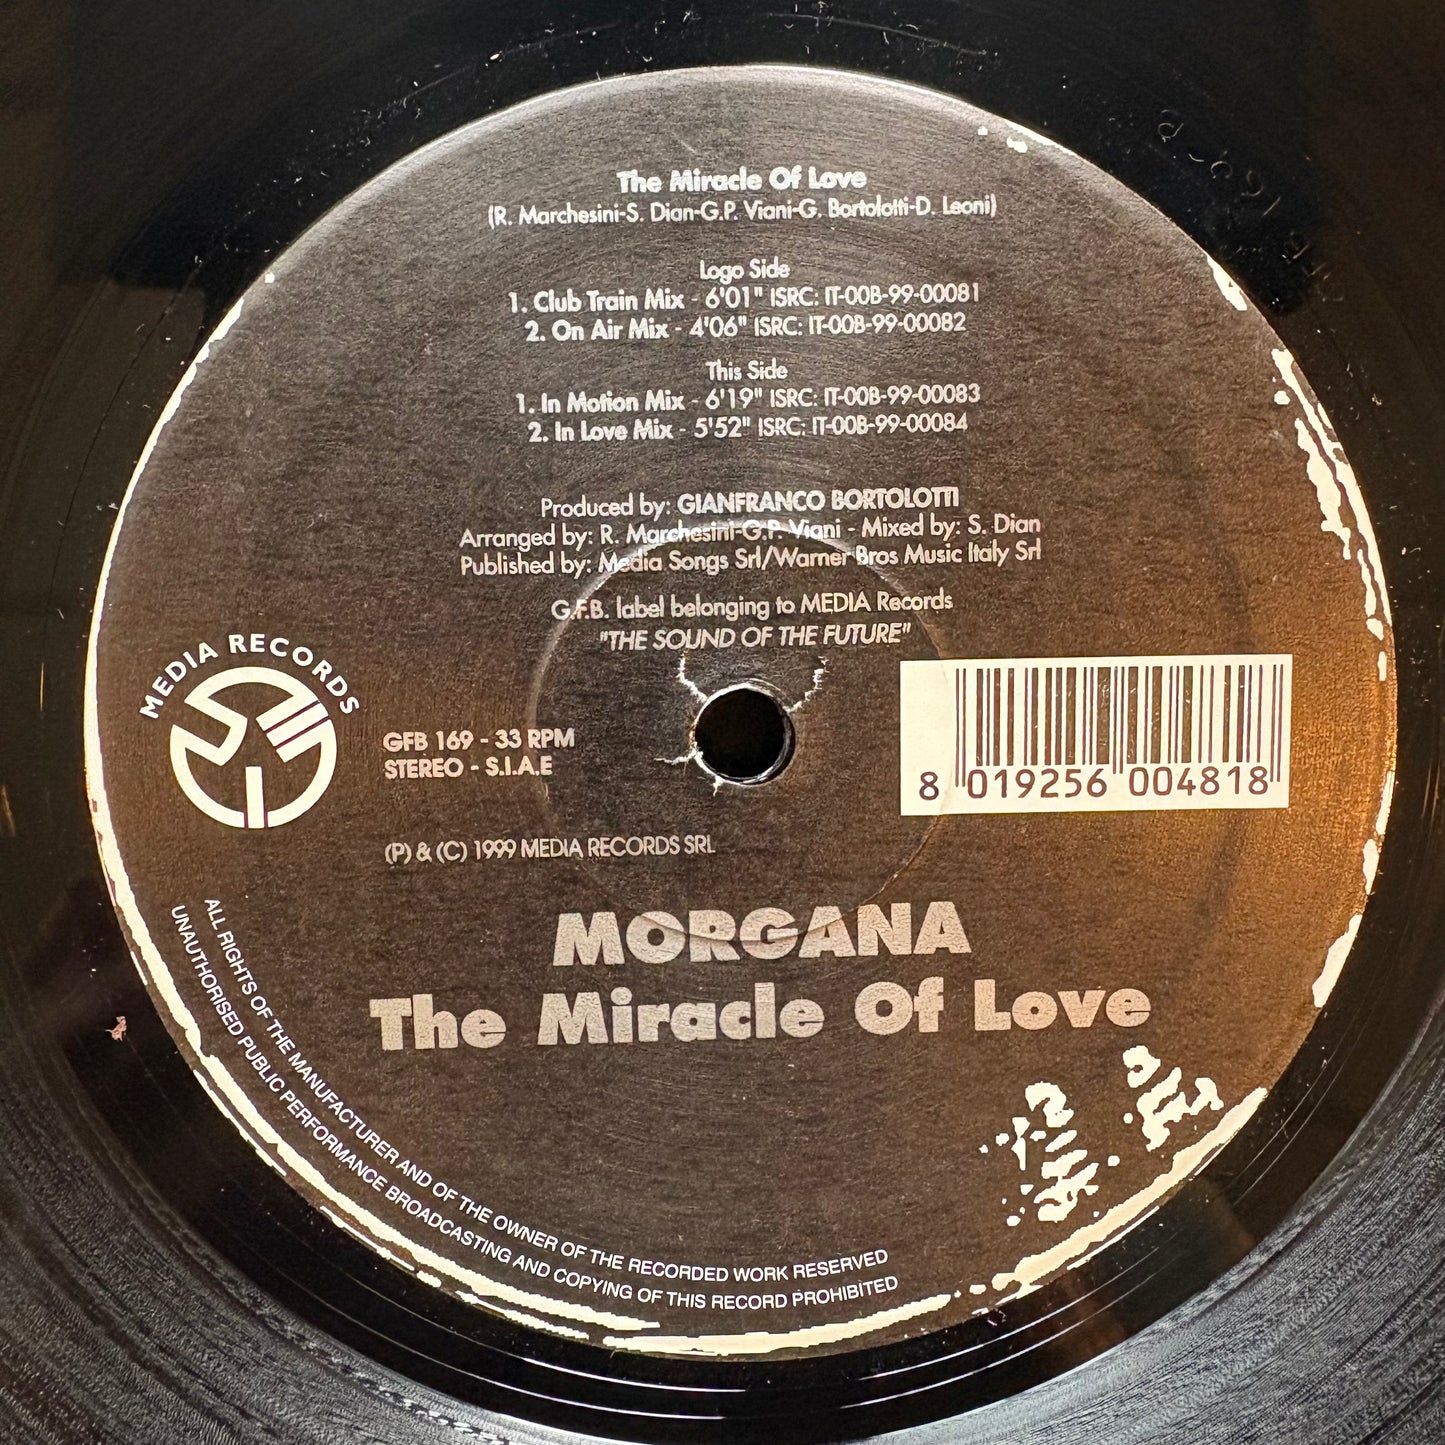 The Miracle Of Love
(R. Marchesini-S. Dian-G.P. Viani-G. Bortolotti-D. Leoni)
Logo Side
1. Club Train Mix - 6'01" ISRC: IT-00B-99-00081
2. On Air Mix - 4'06" ISRC: IT-00B-99-00082
This Side
1. In Motion Mix - 6'19" ISRC: IT-00B-99-00083
2. In Love Mix - 5'52" ISRC: IT-00B-99-00084
Produced by: GIANFRANCO BORTOLOTTI
Arranged by: R. Marchesini-G.P. Viani - Mixed by: S. Dian
Published by: Media Songs Srl/Warner Bros Music Italy Srl
G.F.B. label belonging to MEDIA Records
"THE SOUND OF THE FUTURE"
MEDIA RECORDS
GFB 169 - 33 RPM
STEREO - S.I.A.E
8 019256 004818
(P) & (C) 1999 MEDIA RECORDS SRL
MORGANA
The Miracle Of Love
ALL RIGHTS OF THE MANUFACTURER AND OF THE OWNER OF THE RECORDED WORK RESERVED
UNAUTHORISED PUBLIC PERFORMANCE BROADCASTING AND COPYING OF THIS RECORD PROHIBITED